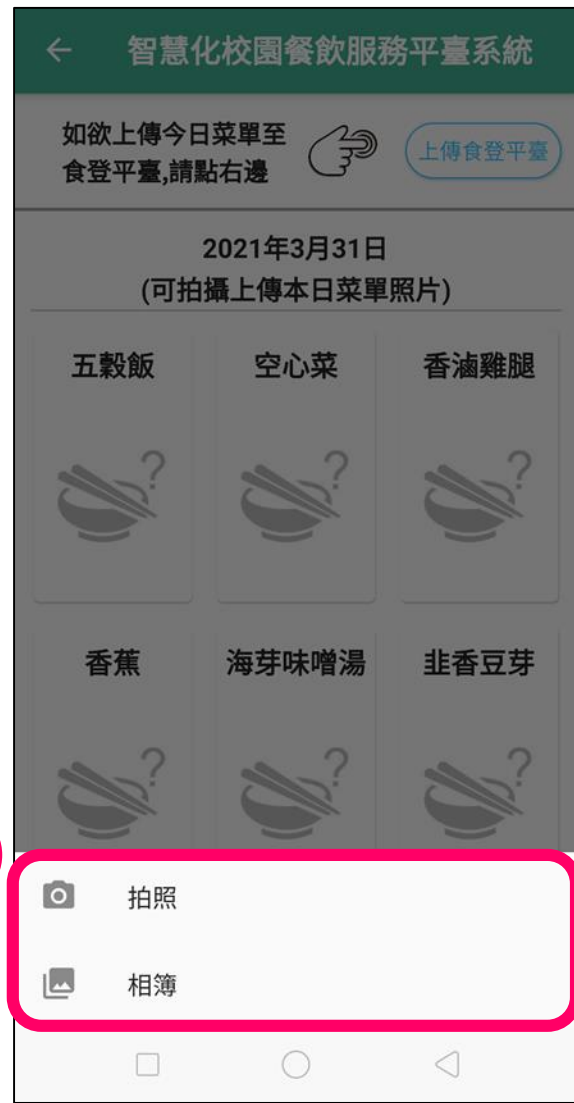 智慧化校園餐飲服務平臺系統
如欲上傳今日菜單至
食登平臺,請點右邊
上傳食登平臺
2021年3月31日
(可拍攝上傳本日菜單照片)
五穀飯 空心菜 香滷雞腿
? ? ?
香蕉 海芽味噌湯 韭香豆芽
? ? ?
拍照
相簿